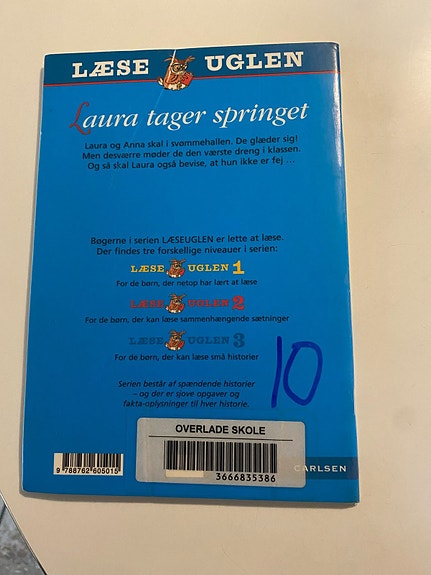 LÆSE UGLEN
Laura tager springet
Laura og Anna skal i svømmehallen. De glæder sig!
Men desværre møder de den værste dreng i klassen.
Og så skal Laura også bevise, at hun ikke er fej ...
Bøgerne i serien LÆSEUGLEN er lette at læse.
Der findes tre forskellige niveauer i serien:
LÆSE UGLEN 1
For de børn, der netop har lært at læse
LÆSE UGLEN 2
For de børn, der kan læse sammenhængende sætninger
LÆSE UGLEN 3
For de børn, der kan læse små historier
10
Serien består af spændende historier
– og der er sjove opgaver og
fakta-oplysninger til hver historie.
OVERLADE SKOLE
3666835386
9 788762 605015
CARLSEN